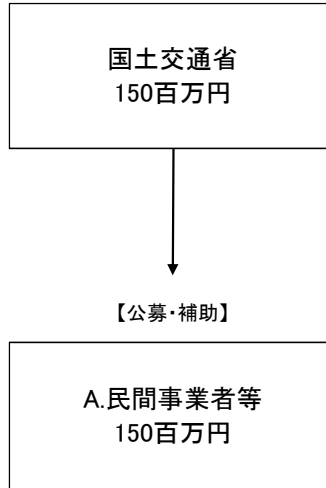 国土交通省
150百万円
【公募・補助】
A.民間事業者等
150百万円